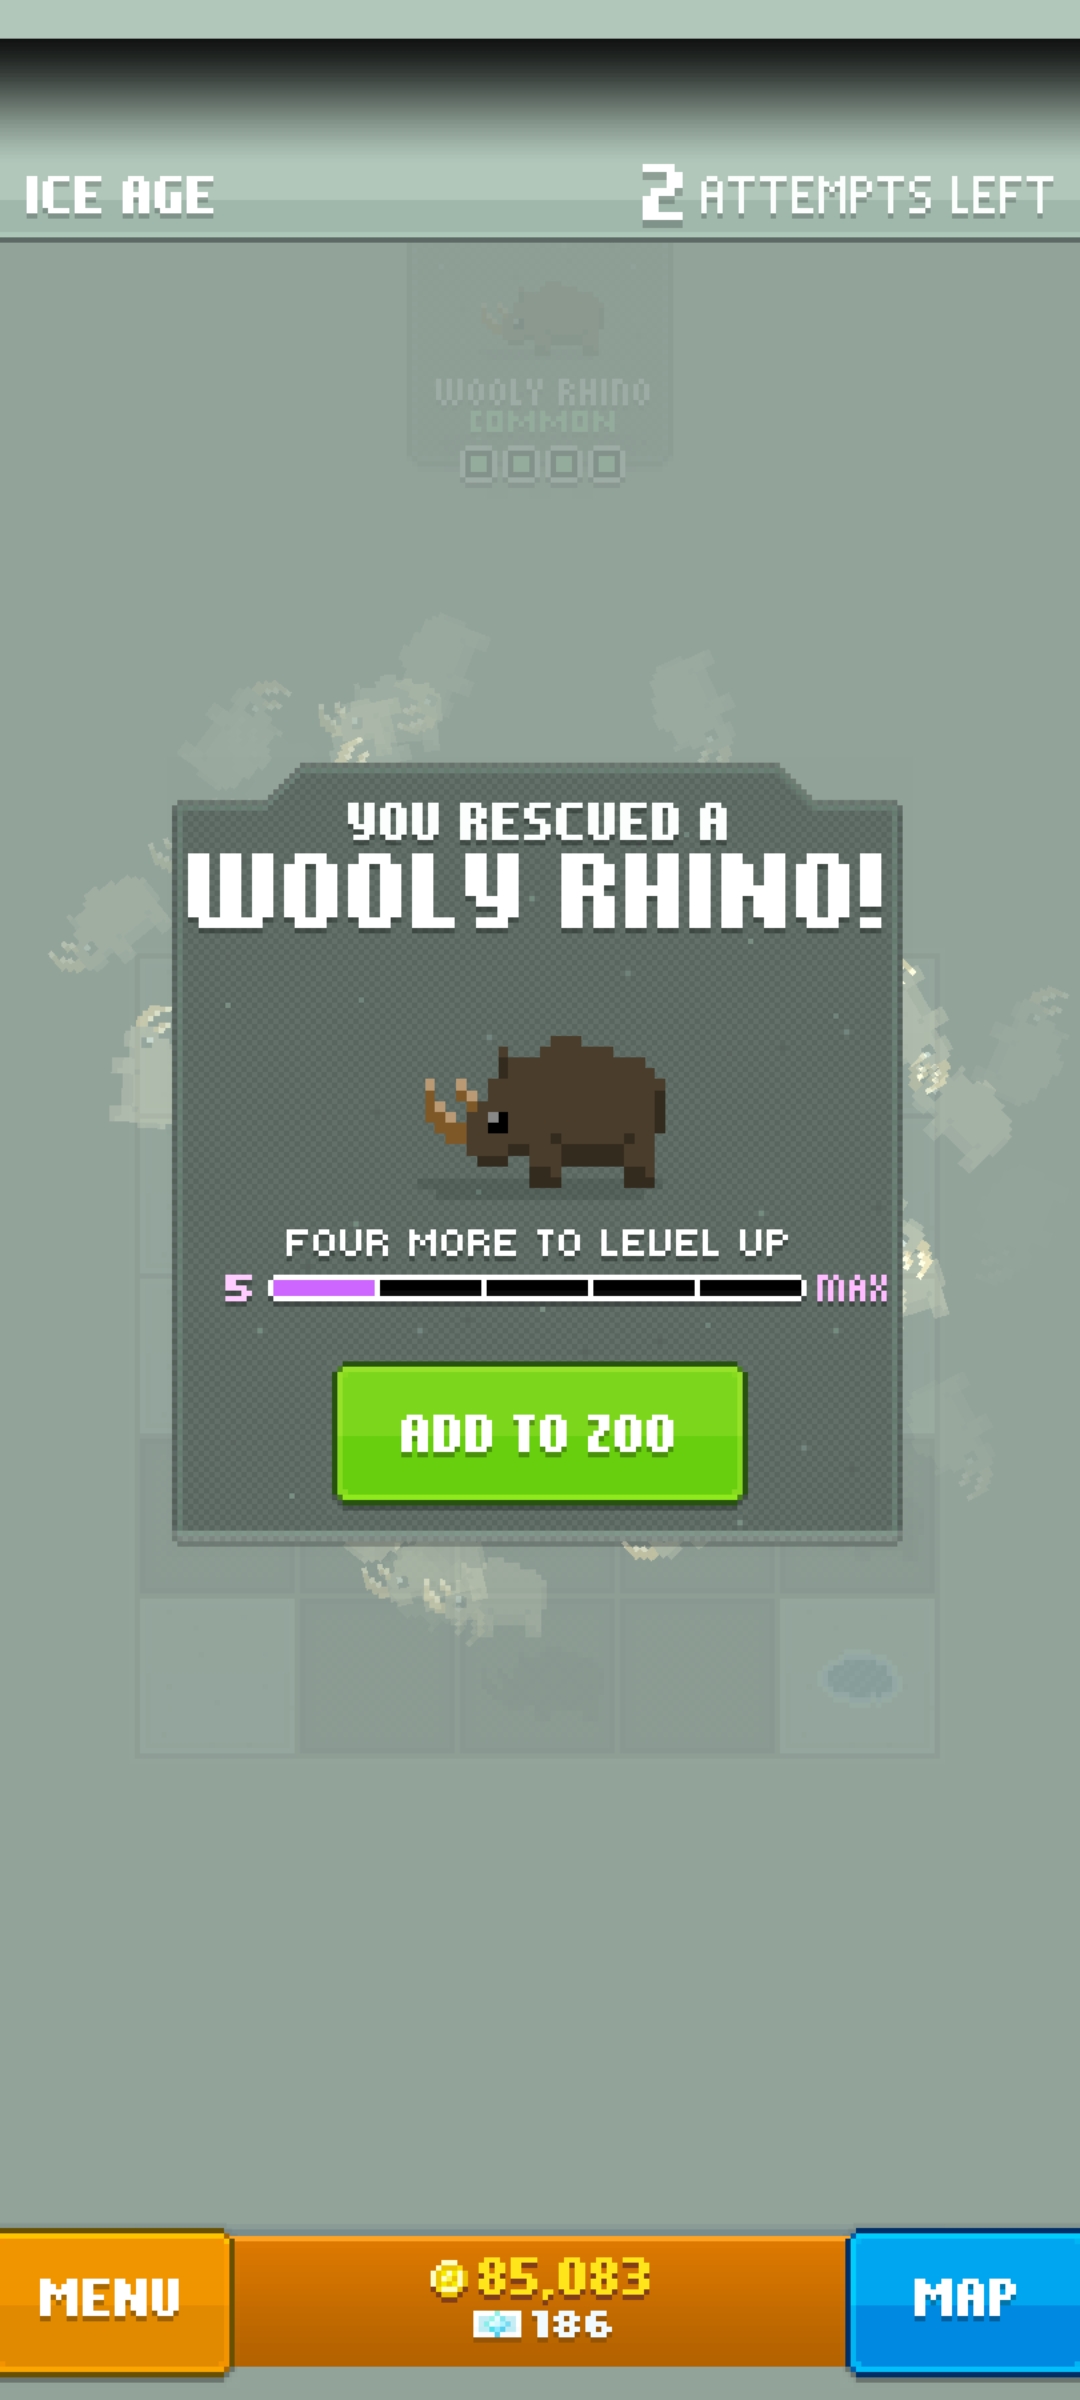 ICE AGE
2 ATTEMPTS LEFT
WOOLY RHINO
COMMON
YOU RESCUED A
WOOLY RHINO!
FOUR MORE TO LEVEL UP
5 MAX
ADD TO ZOO
MENU
85,083
186
MAP